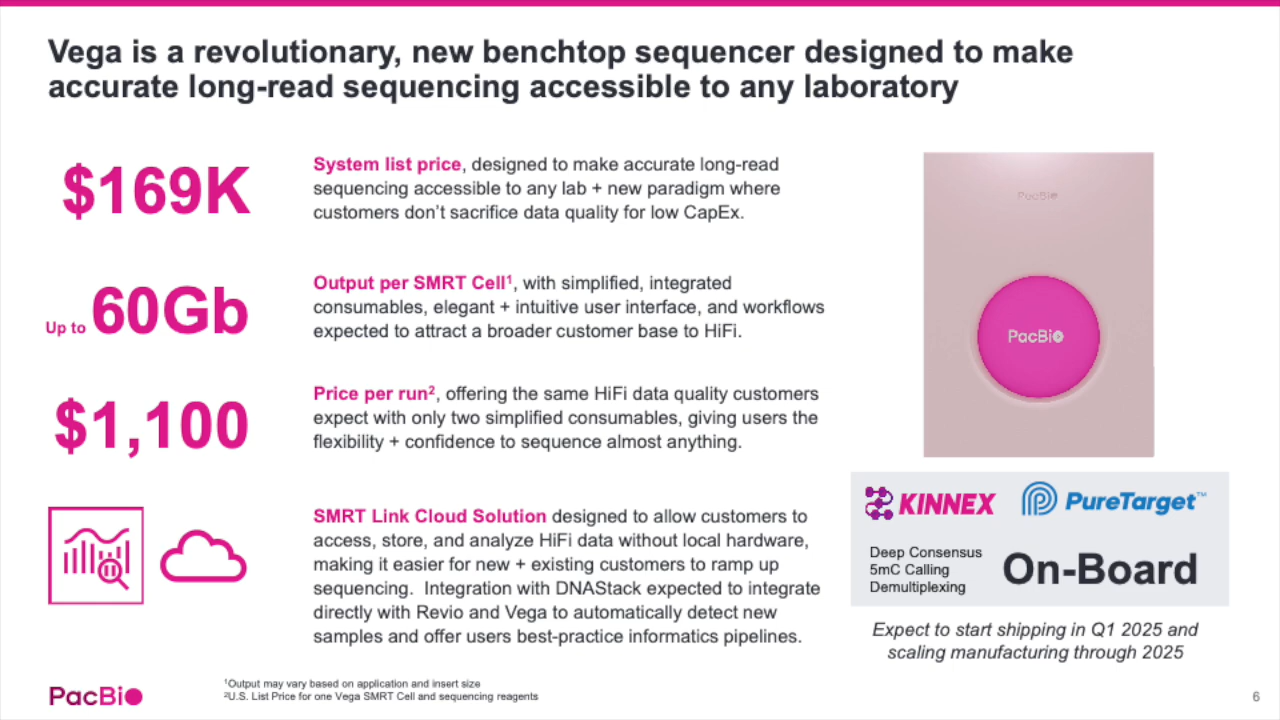 Vega is a revolutionary, new benchtop sequencer designed to make
accurate long-read sequencing accessible to any laboratory
$169K
System list price, designed to make accurate long-read
sequencing accessible to any lab + new paradigm where
customers don’t sacrifice data quality for low CapEx.
Up to 60Gb
Output per SMRT Cell¹, with simplified, integrated
consumables, elegant + intuitive user interface, and workflows
expected to attract a broader customer base to HiFi.
$1,100
Price per run², offering the same HiFi data quality customers
expect with only two simplified consumables, giving users the
flexibility + confidence to sequence almost anything.
SMRT Link Cloud Solution designed to allow customers to
access, store, and analyze HiFi data without local hardware,
making it easier for new + existing customers to ramp up
sequencing. Integration with DNAStack expected to integrate
directly with Revio and Vega to automatically detect new
samples and offer users best-practice informatics pipelines.
PacBio
PacBio
KINNEX
PureTarget™
Deep Consensus
5mC Calling
Demultiplexing
On-Board
Expect to start shipping in Q1 2025 and
scaling manufacturing through 2025
PacBio
¹Output may vary based on application and insert size
²U.S. List Price for one Vega SMRT Cell and sequencing reagents
6